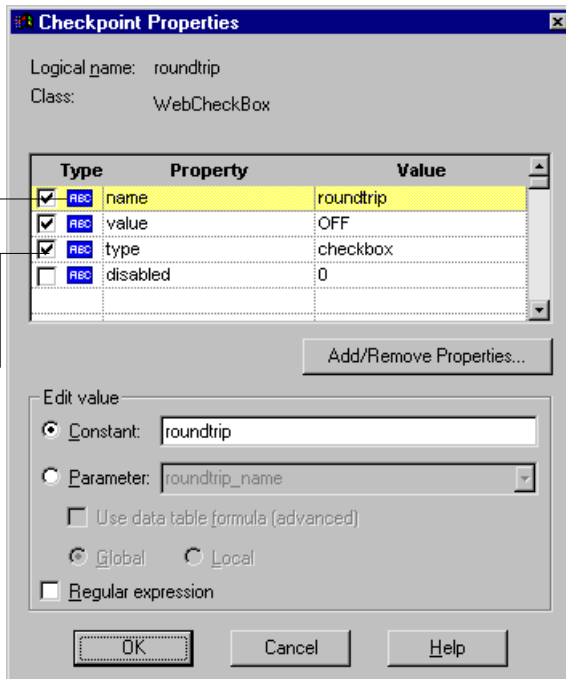 Checkpoint Properties
Logical name: roundtrip
Class: WebCheckBox
Type Property Value
ABC name roundtrip
ABC value OFF
ABC type checkbox
ABC disabled 0
Add/Remove Properties...
Edit value
Constant: roundtrip
Parameter: roundtrip_name
Use data table formula (advanced)
Global Local
Regular expression
OK Cancel Help